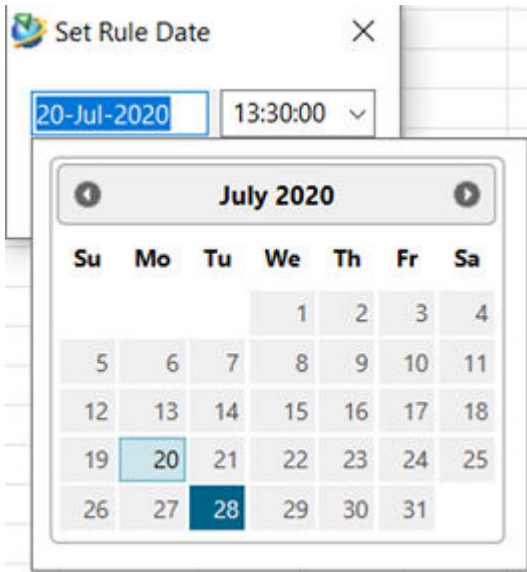 Set Rule Date
20-Jul-2020 13:30:00
July 2020
Su Mo Tu We Th Fr Sa
1 2 3 4
5 6 7 8 9 10 11
12 13 14 15 16 17 18
19 20 21 22 23 24 25
26 27 28 29 30 31